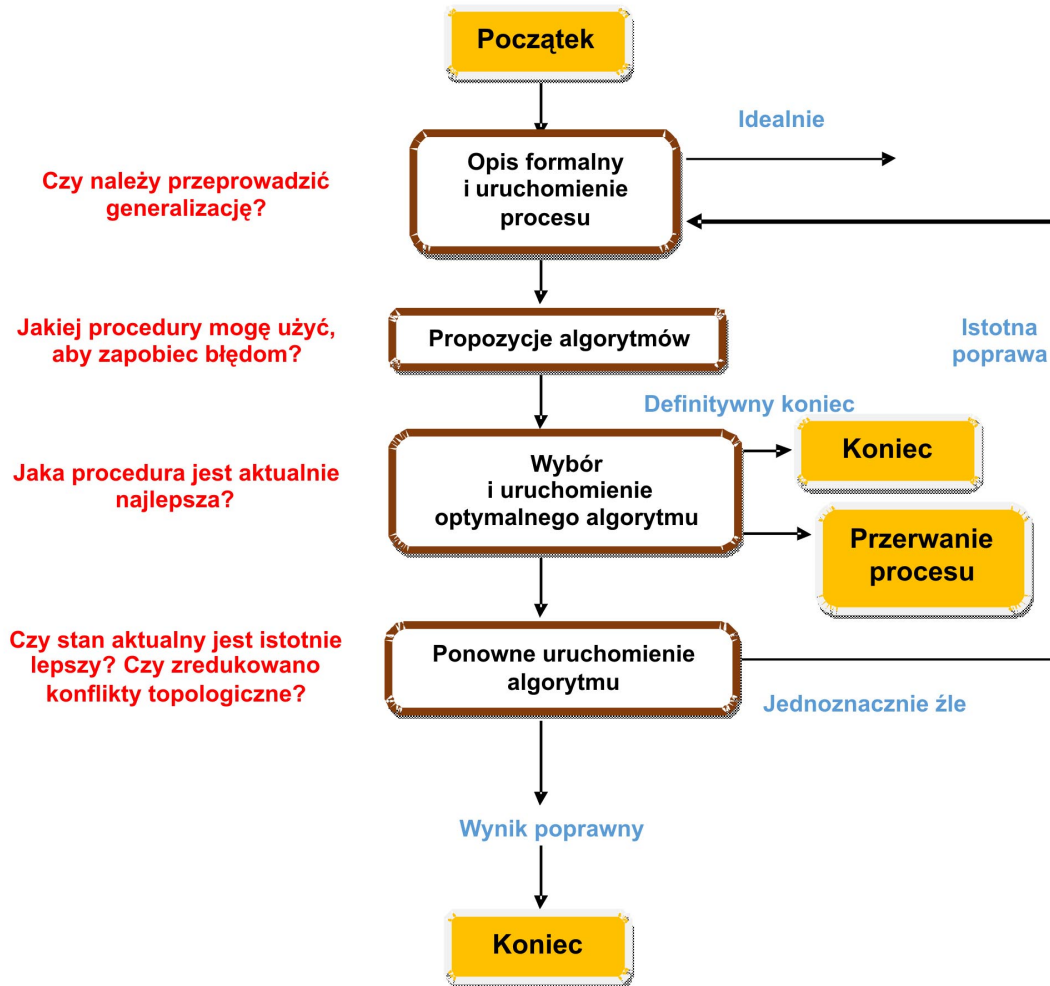 Początek
Idealnie
Opis formalny
i uruchomienie
procesu
Czy należy przeprowadzić
generalizację?
Jakiej procedury mogę użyć,
aby zapobiec błędom?
Propozycje algorytmów
Istotna
poprawa
Definitywny koniec
Koniec
Jaka procedura jest aktualnie
najlepsza?
Wybór
i uruchomienie
optymalnego algorytmu
Przerwanie
procesu
Czy stan aktualny jest istotnie
lepszy? Czy zredukowano
konflikty topologiczne?
Ponowne uruchomienie
algorytmu
Jednoznacznie źle
Wynik poprawny
Koniec